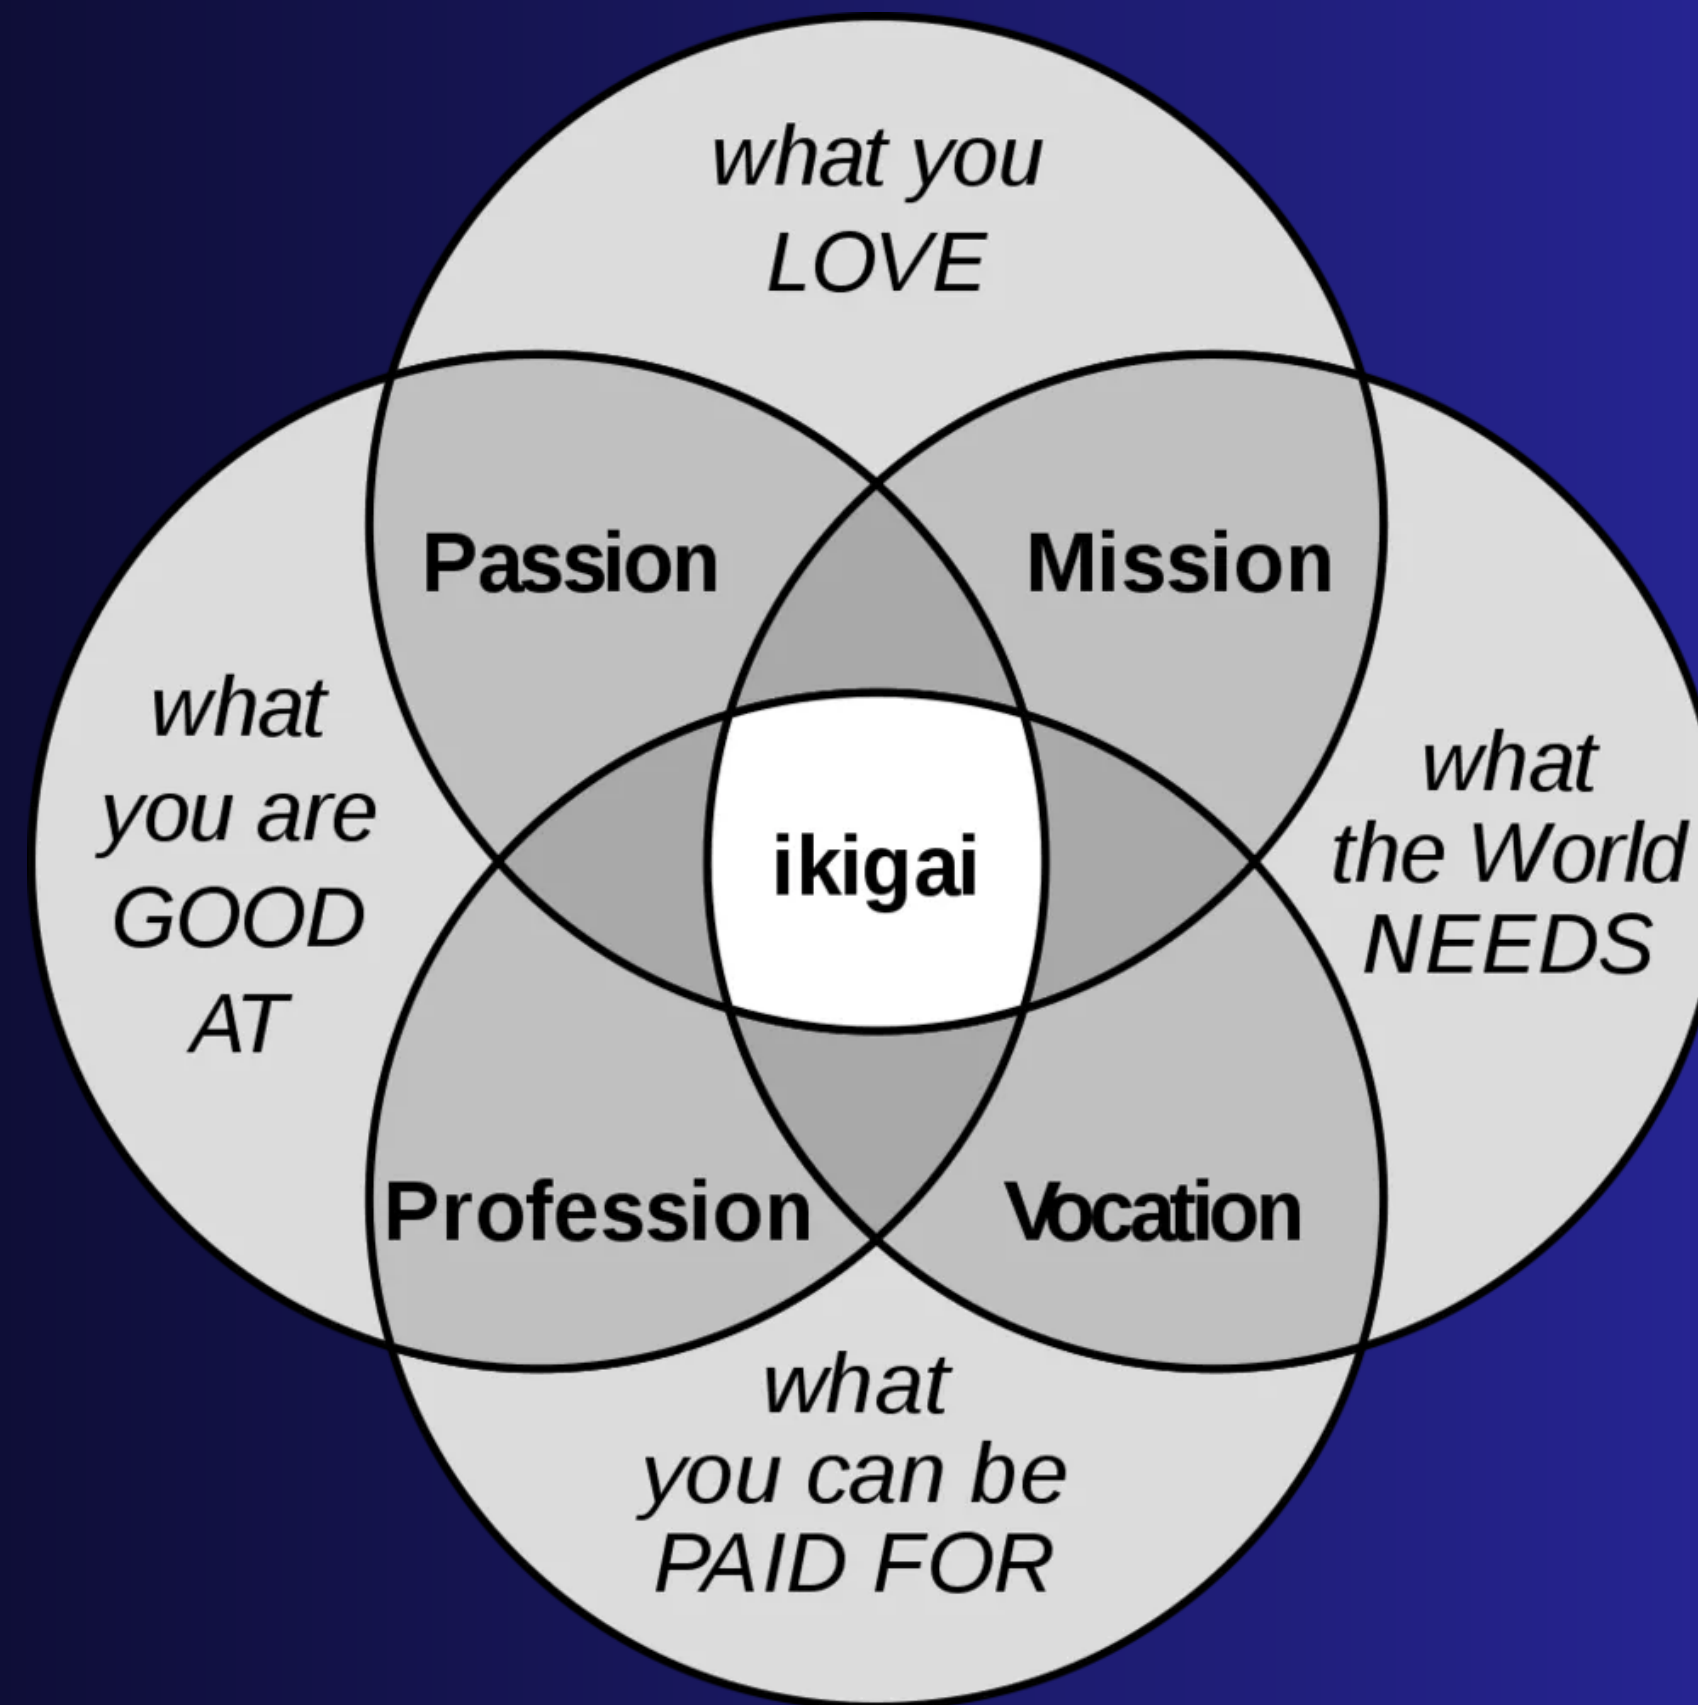 what you
LOVE
Passion
Mission
what
you are
GOOD
AT
ikigai
what
the World
NEEDS
Profession
Vocation
what
you can be
PAID FOR